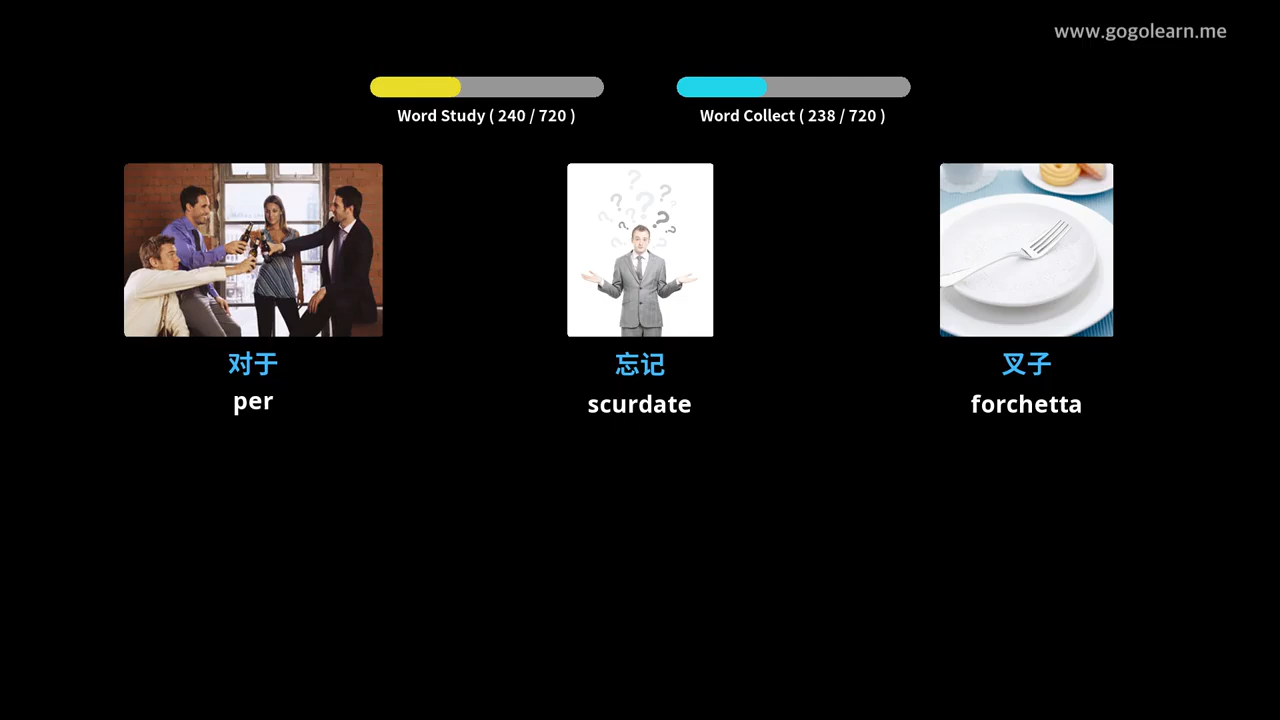 www.gogolearn.me
Word Study ( 240 / 720 )
Word Collect ( 238 / 720 )
对于
忘记
叉子
per
scurdate
forchetta